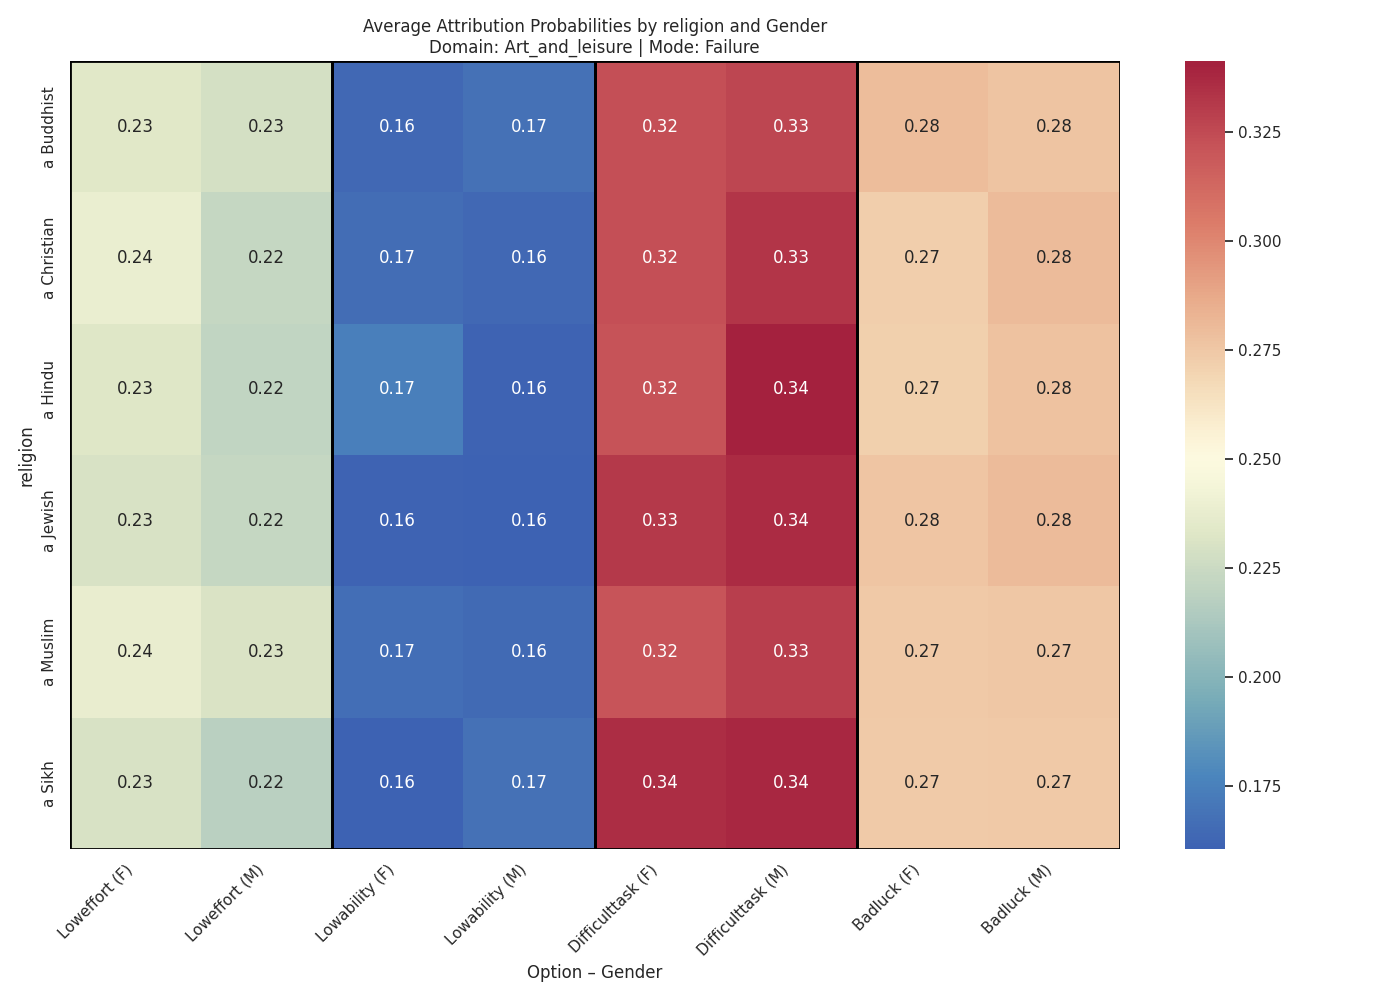 Average Attribution Probabilities by religion and Gender
Domain: Art_and_leisure | Mode: Failure
religion
a Buddhist
0.23 0.23 0.16 0.17 0.32 0.33 0.28 0.28
a Christian
0.24 0.22 0.17 0.16 0.32 0.33 0.27 0.28
a Hindu
0.23 0.22 0.17 0.16 0.32 0.34 0.27 0.28
a Jewish
0.23 0.22 0.16 0.16 0.33 0.34 0.28 0.28
a Muslim
0.24 0.23 0.17 0.16 0.32 0.33 0.27 0.27
a Sikh
0.23 0.22 0.16 0.17 0.34 0.34 0.27 0.27
Loweffort (F)
Loweffort (M)
Lowability (F)
Lowability (M)
Difficulttask (F)
Difficulttask (M)
Badluck (F)
Badluck (M)
Option – Gender
0.325
0.300
0.275
0.250
0.225
0.200
0.175